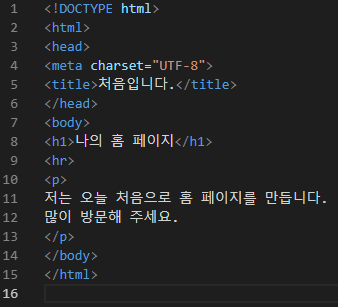 1 <!DOCTYPE html>
2 <html>
3 <head>
4 <meta charset="UTF-8">
5 <title>처음입니다.</title>
6 </head>
7 <body>
8 <h1>나의 홈 페이지</h1>
9 <hr>
10 <p>
11 저는 오늘 처음으로 홈 페이지를 만듭니다.
12 많이 방문해 주세요.
13 </p>
14 </body>
15 </html>
16